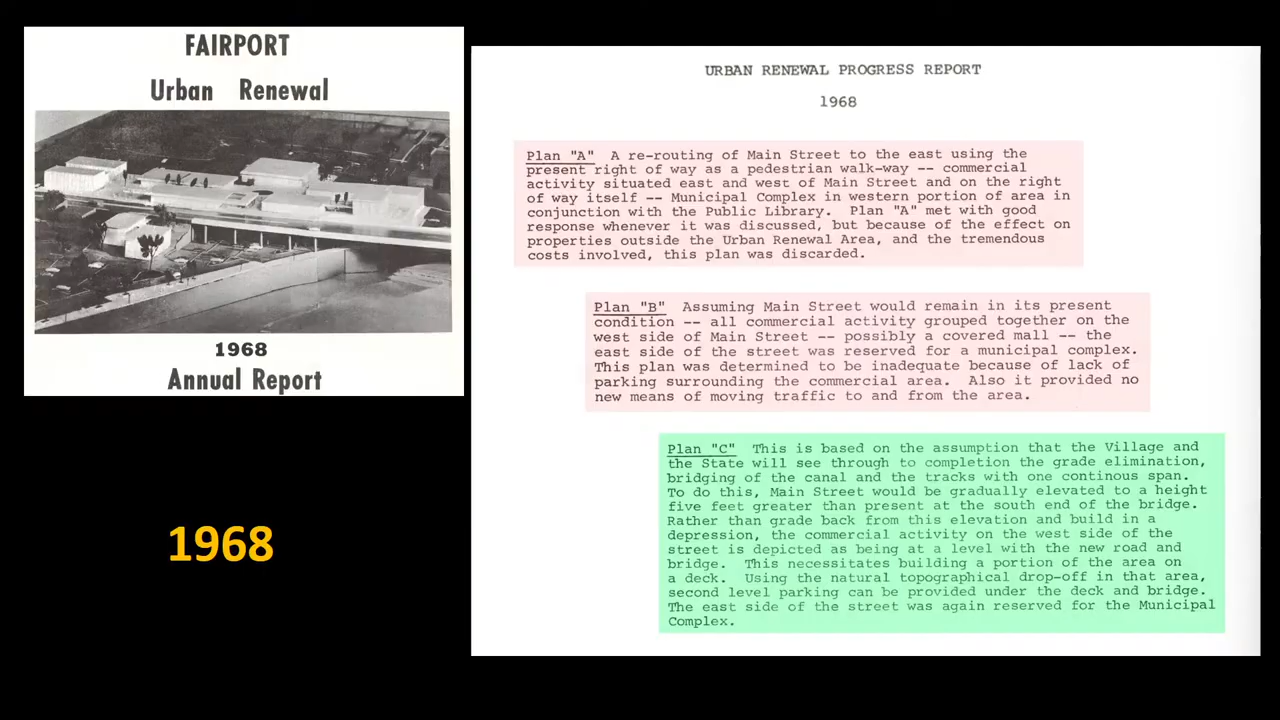 FAIRPORT
Urban Renewal
1968
Annual Report
1968
URBAN RENEWAL PROGRESS REPORT
1968
Plan "A" A re-routing of Main Street to the east using the
present right of way as a pedestrian walk-way -- commercial
activity situated east and west of Main Street and on the right
of way itself -- Municipal Complex in western portion of area in
conjunction with the Public Library. Plan "A" met with good
response whenever it was discussed, but because of the effect on
properties outside the Urban Renewal Area, and the tremendous
costs involved, this plan was discarded.
Plan "B" Assuming Main Street would remain in its present
condition -- all commercial activity grouped together on the
west side of Main Street -- possibly a covered mall -- the
east side of the street was reserved for a municipal complex.
This plan was determined to be inadequate because of lack of
parking surrounding the commercial area. Also it provided no
new means of moving traffic to and from the area.
Plan "C" This is based on the assumption that the Village and
the State will see through to completion the grade elimination,
bridging of the canal and the tracks with one continous span.
To do this, Main Street would be gradually elevated to a height
five feet greater than present at the south end of the bridge.
Rather than grade back from this elevation and build in a
depression, the commercial activity on the west side of the
street is depicted as being at a level with the new road and
bridge. This necessitates building a portion of the area on
a deck. Using the natural topographical drop-off in that area,
second level parking can be provided under the deck and bridge.
The east side of the street was again reserved for the Municipal
Complex.